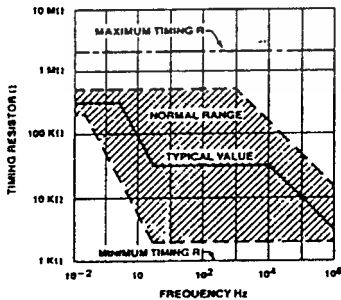 10 MΩ
MAXIMUM TIMING R
1 MΩ
NORMAL RANGE
100 KΩ
TYPICAL VALUE
10 KΩ
MINIMUM TIMING R
1 KΩ
TIMING RESISTOR Ω
10⁻² 10 10² 10⁴ 10⁶
FREQUENCY Hz